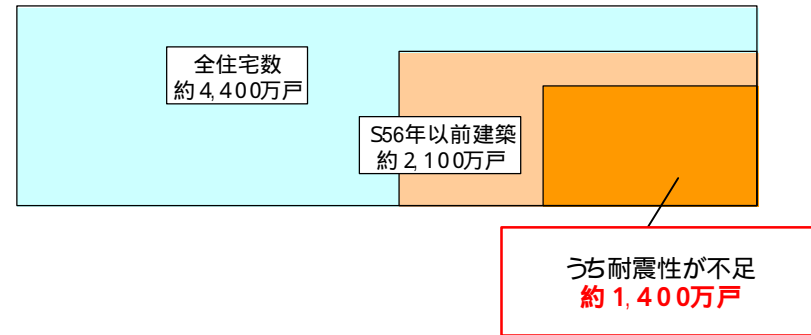 全住宅数
約4,400万戸
S56年以前建築
約2,100万戸
うち耐震性が不足
約1,400万戸